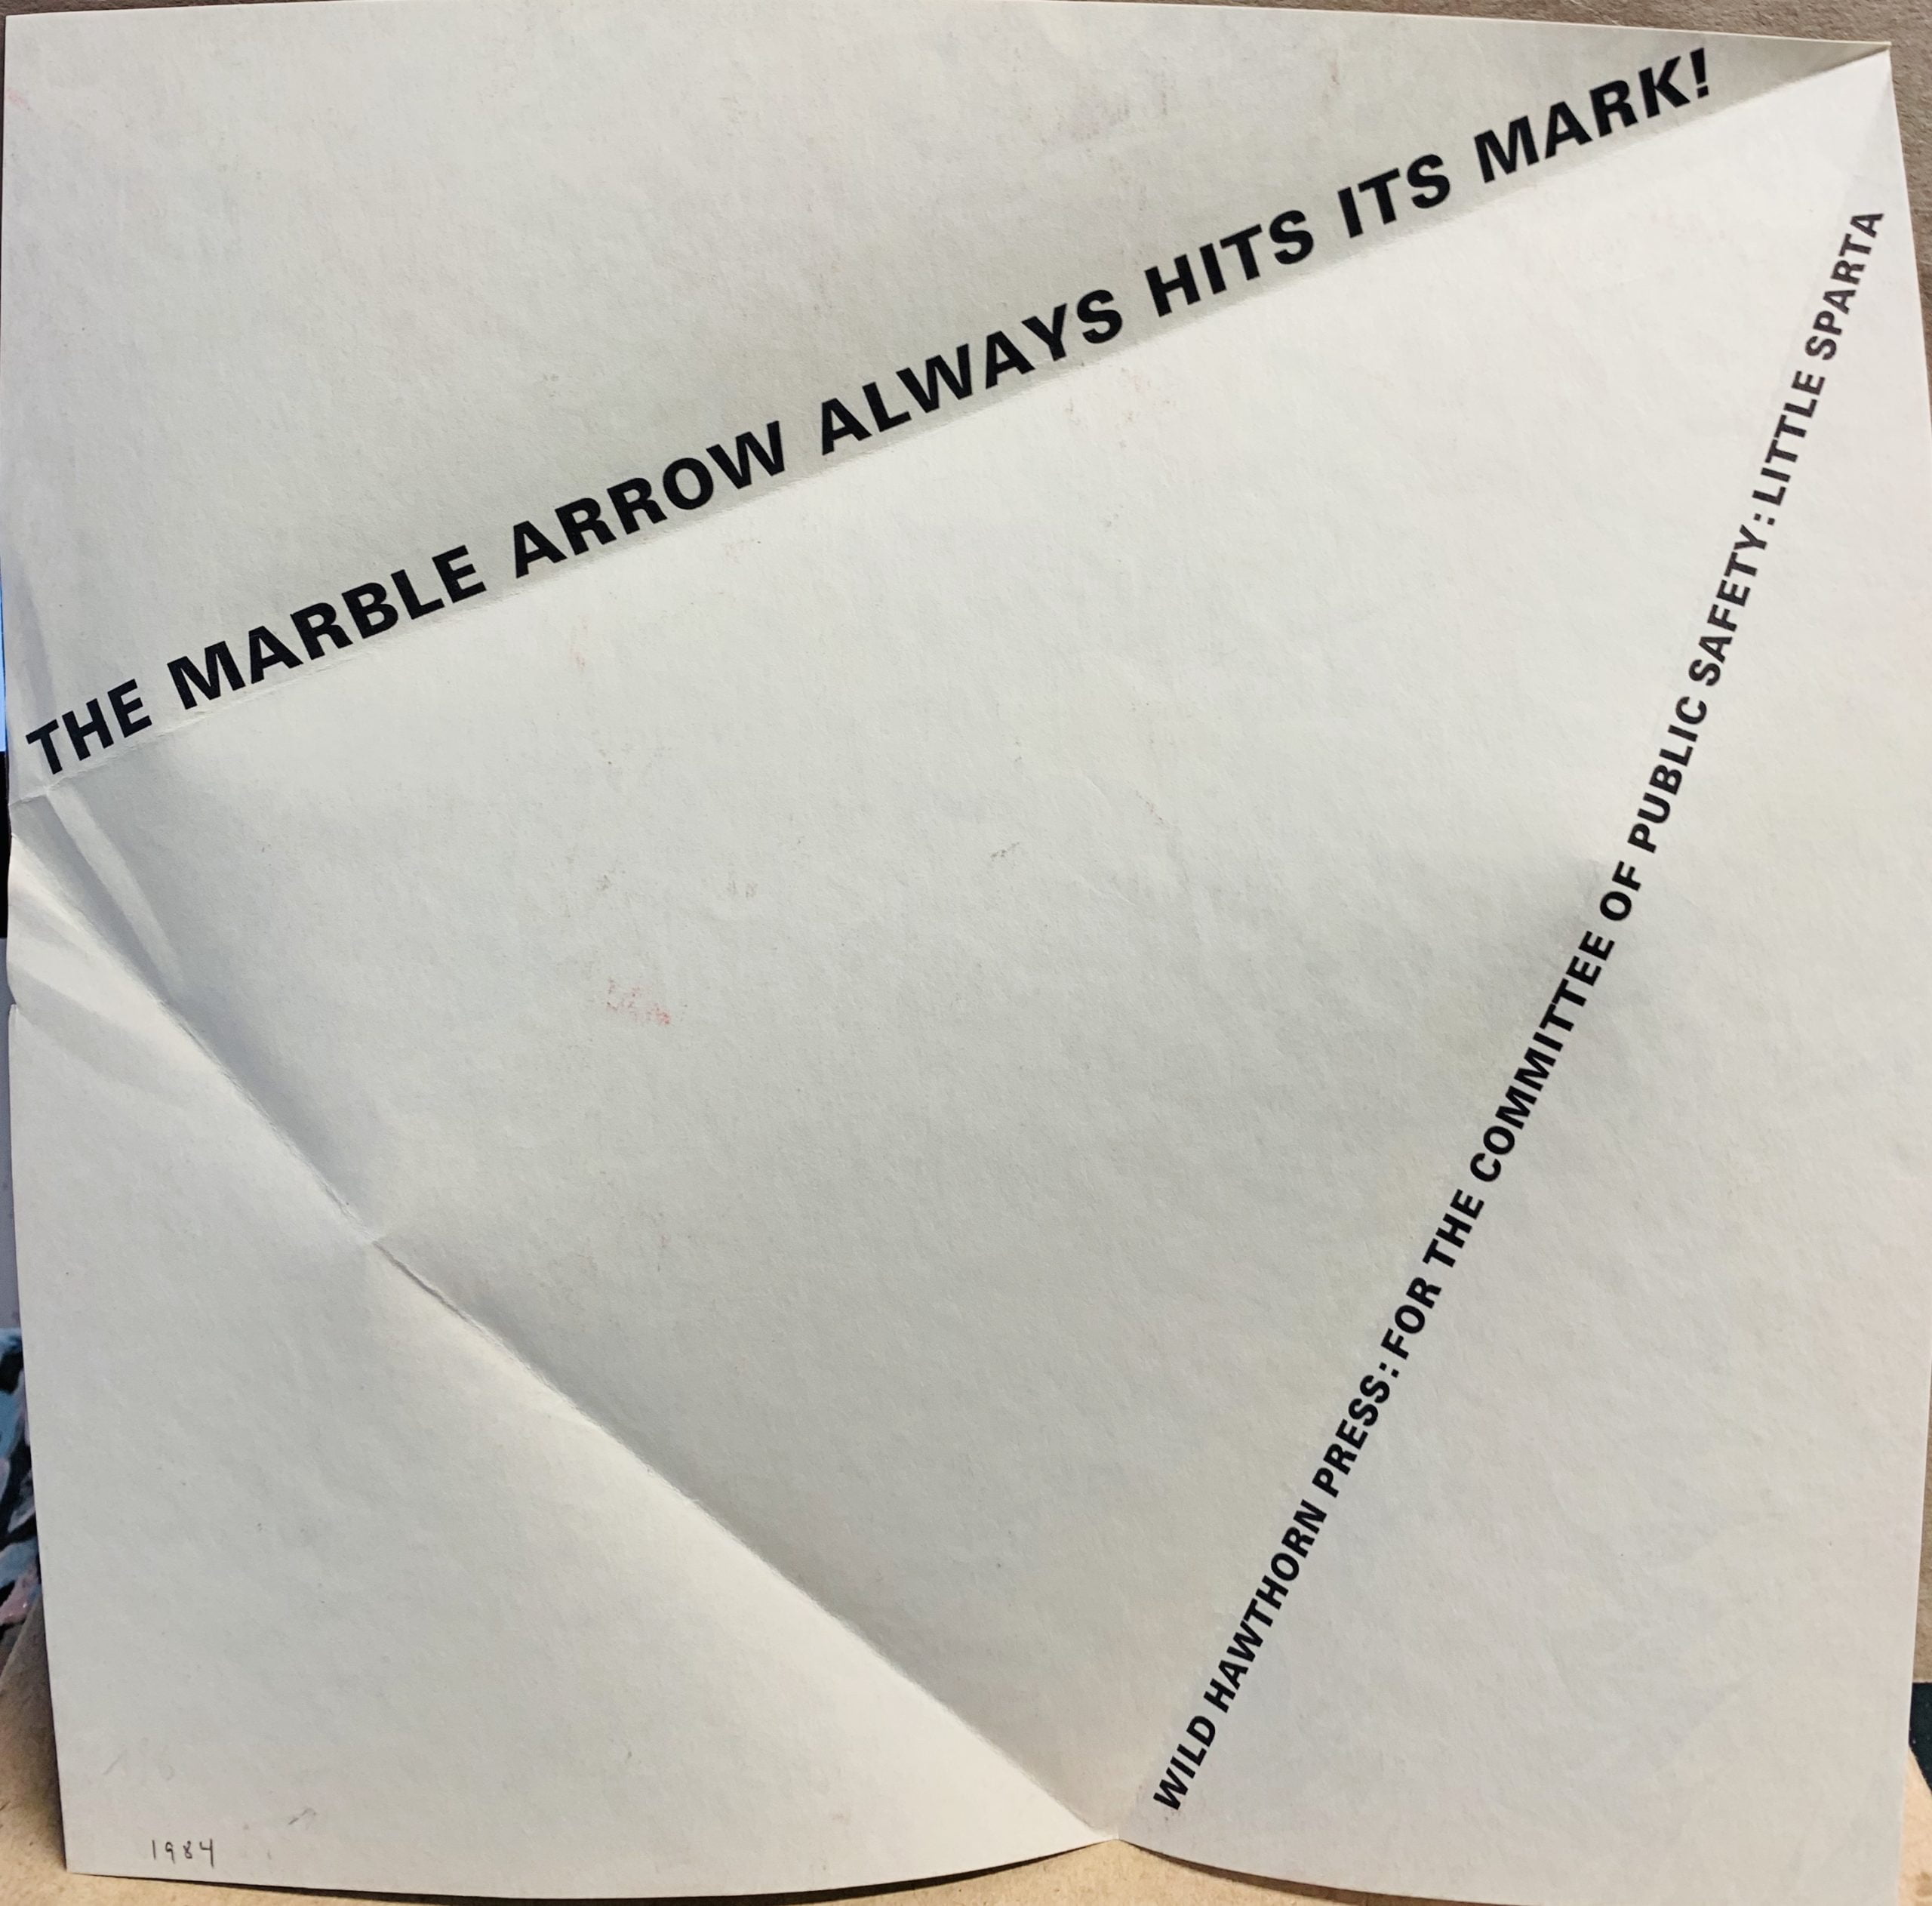 THE MARBLE ARROW ALWAYS HITS ITS MARK!
WILD HAWTHORN PRESS: FOR THE COMMITTEE OF PUBLIC SAFETY: LITTLE SPARTA
1984